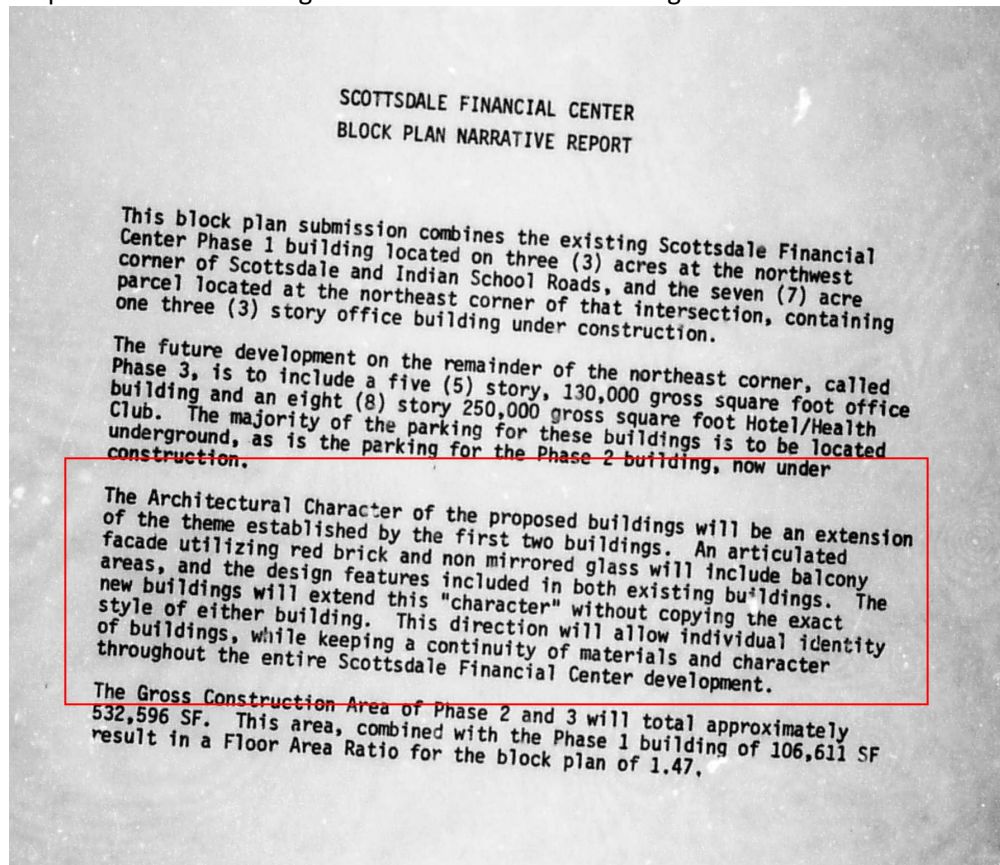 SCOTTSDALE FINANCIAL CENTER
BLOCK PLAN NARRATIVE REPORT
This block plan submission combines the existing Scottsdale Financial
Center Phase 1 building located on three (3) acres at the northwest
corner of Scottsdale and Indian School Roads, and the seven (7) acre
parcel located at the northeast corner of that intersection, containing
one three (3) story office building under construction.
The future development on the remainder of the northeast corner, called
Phase 3, is to include a five (5) story, 130,000 gross square foot office
building and an eight (8) story 250,000 gross square foot Hotel/Health
Club. The majority of the parking for these buildings is to be located
underground, as is the parking for the Phase 2 building, now under
construction.
The Architectural Character of the proposed buildings will be an extension
of the theme established by the first two buildings. An articulated
facade utilizing red brick and non mirrored glass will include balcony
areas, and the design features included in both existing buildings. The
new buildings will extend this "character" without copying the exact
style of either building. This direction will allow individual identity
of buildings, while keeping a continuity of materials and character
throughout the entire Scottsdale Financial Center development.
The Gross Construction Area of Phase 2 and 3 will total approximately
532,596 SF. This area, combined with the Phase 1 building of 106,611 SF
result in a Floor Area Ratio for the block plan of 1.47.